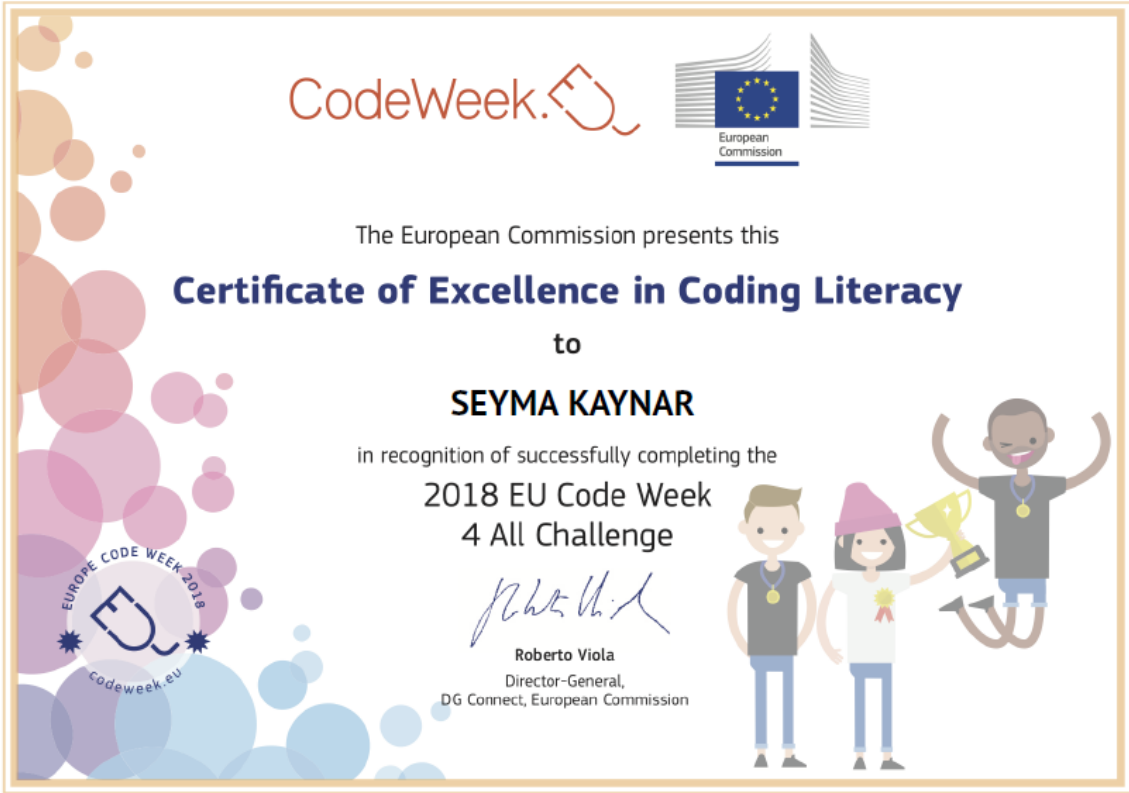 CodeWeek.EU
European
Commission
The European Commission presents this
Certificate of Excellence in Coding Literacy
to
SEYMA KAYNAR
in recognition of successfully completing the
2018 EU Code Week
4 All Challenge
Roberto Viola
Director-General,
DG Connect, European Commission
EUROPE CODE WEEK 2018
EU
codeweek.eu